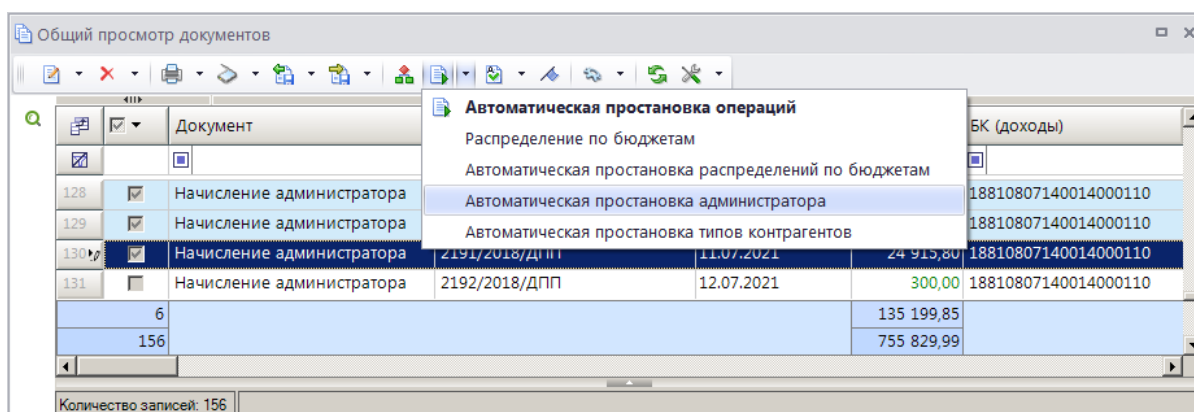 Общий просмотр документов
Автоматическая простановка операций
Распределение по бюджетам
Автоматическая простановка распределений по бюджетам
Автоматическая простановка администратора
Автоматическая простановка типов контрагентов
Документ БК (доходы)
128 Начисление администратора 18810807140014000110
129 Начисление администратора 18810807140014000110
130 Начисление администратора 2191/2018/ДПП 11.07.2021 24 915,80 18810807140014000110
131 Начисление администратора 2192/2018/ДПП 12.07.2021 300,00 18810807140014000110
6 135 199,85
156 755 829,99
Количество записей: 156